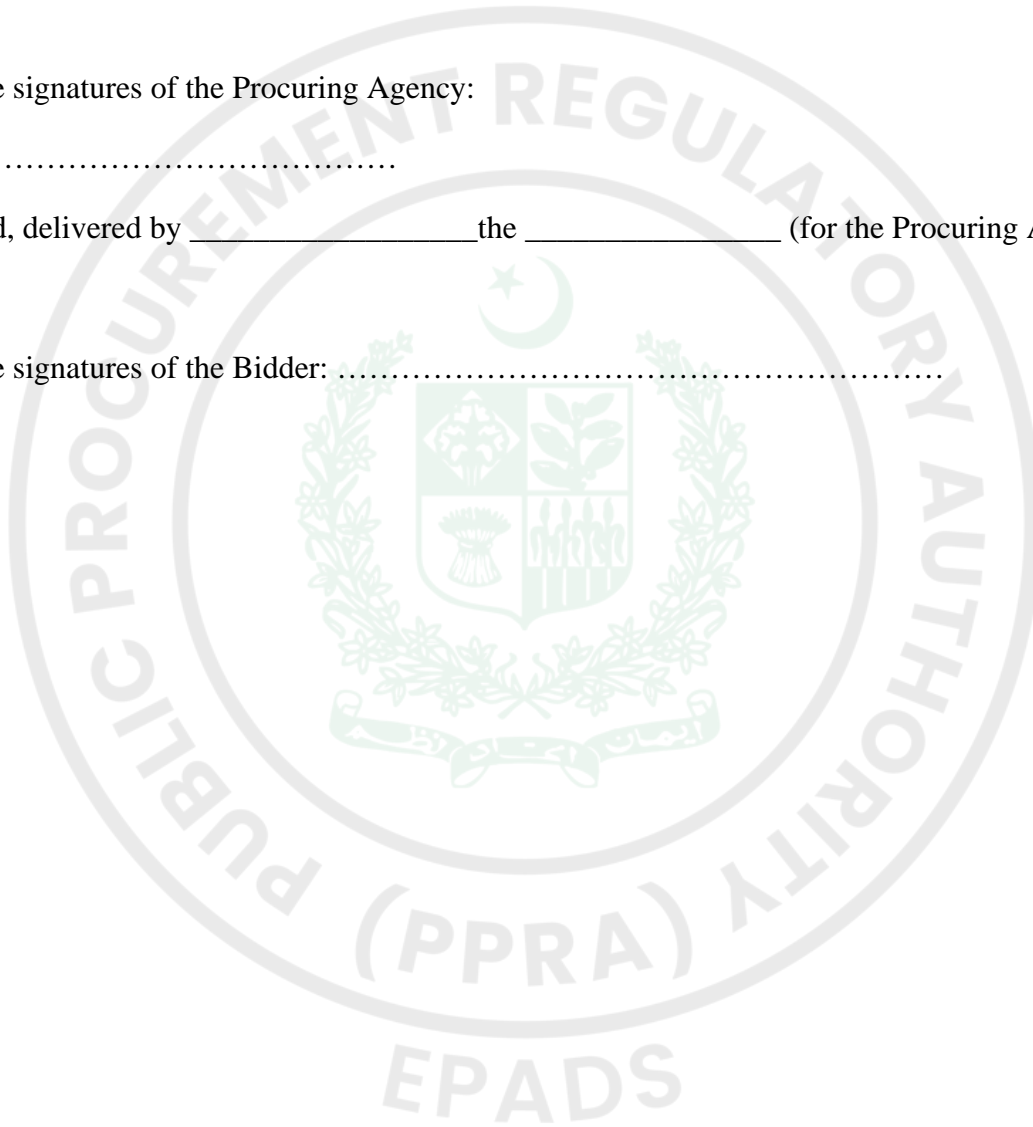 e signatures of the Procuring Agency:
……………………………….
d, delivered by __________________the ________________ (for the Procuring
e signatures of the Bidder: ……………………………………………………
PUBLIC PROCUREMENT REGULATORY AUTHORITY
(PPRA)
EPADS